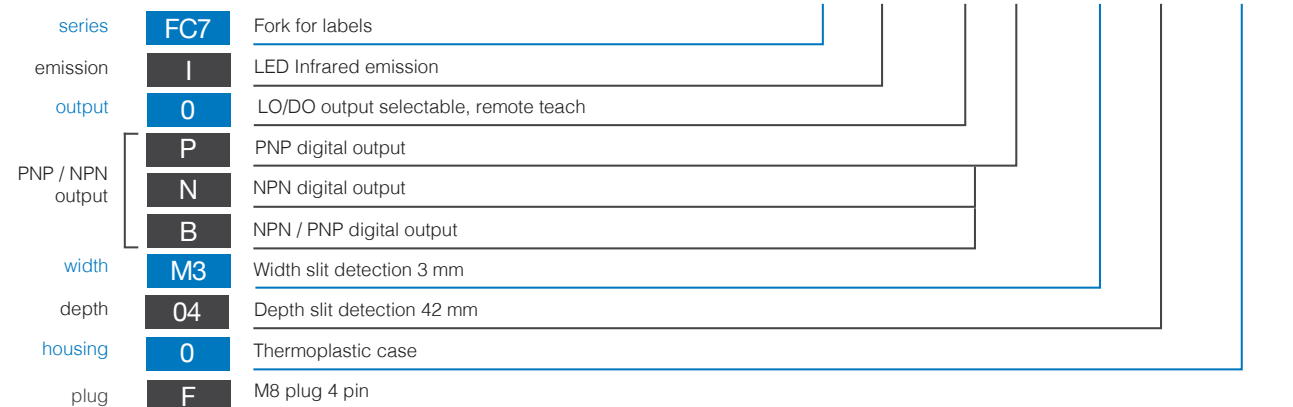 series FC7 Fork for labels
emission I LED Infrared emission
output 0 LO/DO output selectable, remote teach
P PNP digital output
PNP / NPN
output
N NPN digital output
B NPN / PNP digital output
width M3 Width slit detection 3 mm
depth 04 Depth slit detection 42 mm
housing 0 Thermoplastic case
plug F M8 plug 4 pin